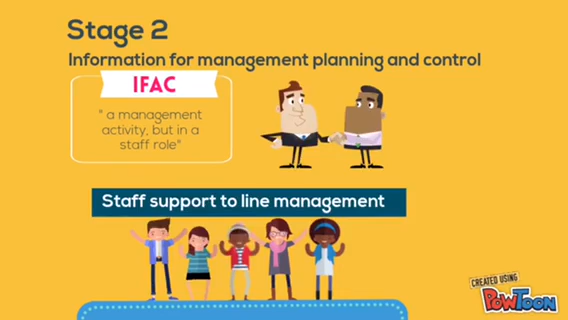 Stage 2
Information for management planning and control
IFAC
" a management
activity, but in a
staff role"
Staff support to line management
CREATED USING
POWTOON